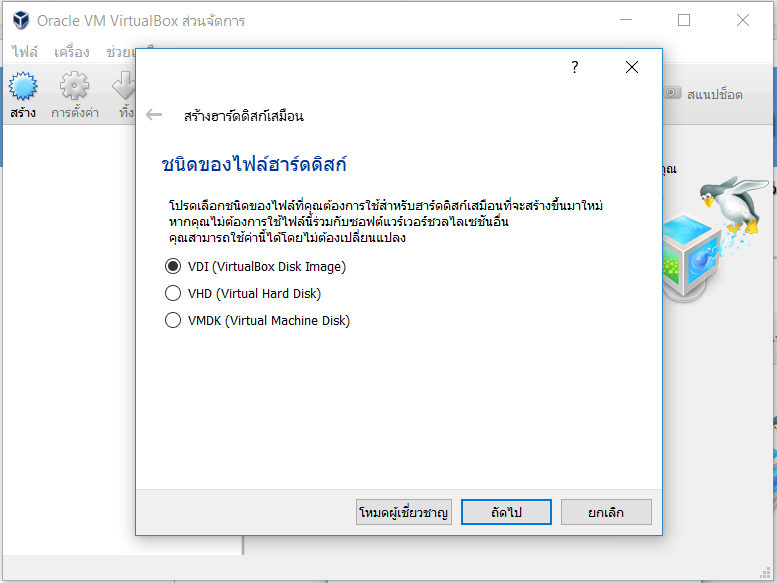 Oracle VM VirtualBox ส่วนจัดการ
ไฟล์ เครื่อง
สร้าง การตั้งค่า
สแนปช็อต
?
สร้างฮาร์ดดิสก์เสมือน
ชนิดของไฟล์ฮาร์ดดิสก์
โปรดเลือกชนิดของไฟล์ที่คุณต้องการใช้สำหรับฮาร์ดดิสก์เสมือนที่จะสร้างขึ้นมาใหม่
หากคุณไม่ต้องการใช้ไฟล์นี้ร่วมกับซอฟต์แวร์เวอร์ชวลไลเซชันอื่น
คุณสามารถใช้ค่านี้ได้โดยไม่ต้องเปลี่ยนแปลง
VDI (VirtualBox Disk Image)
VHD (Virtual Hard Disk)
VMDK (Virtual Machine Disk)
โหมดผู้เชี่ยวชาญ ถัดไป ยกเลิก